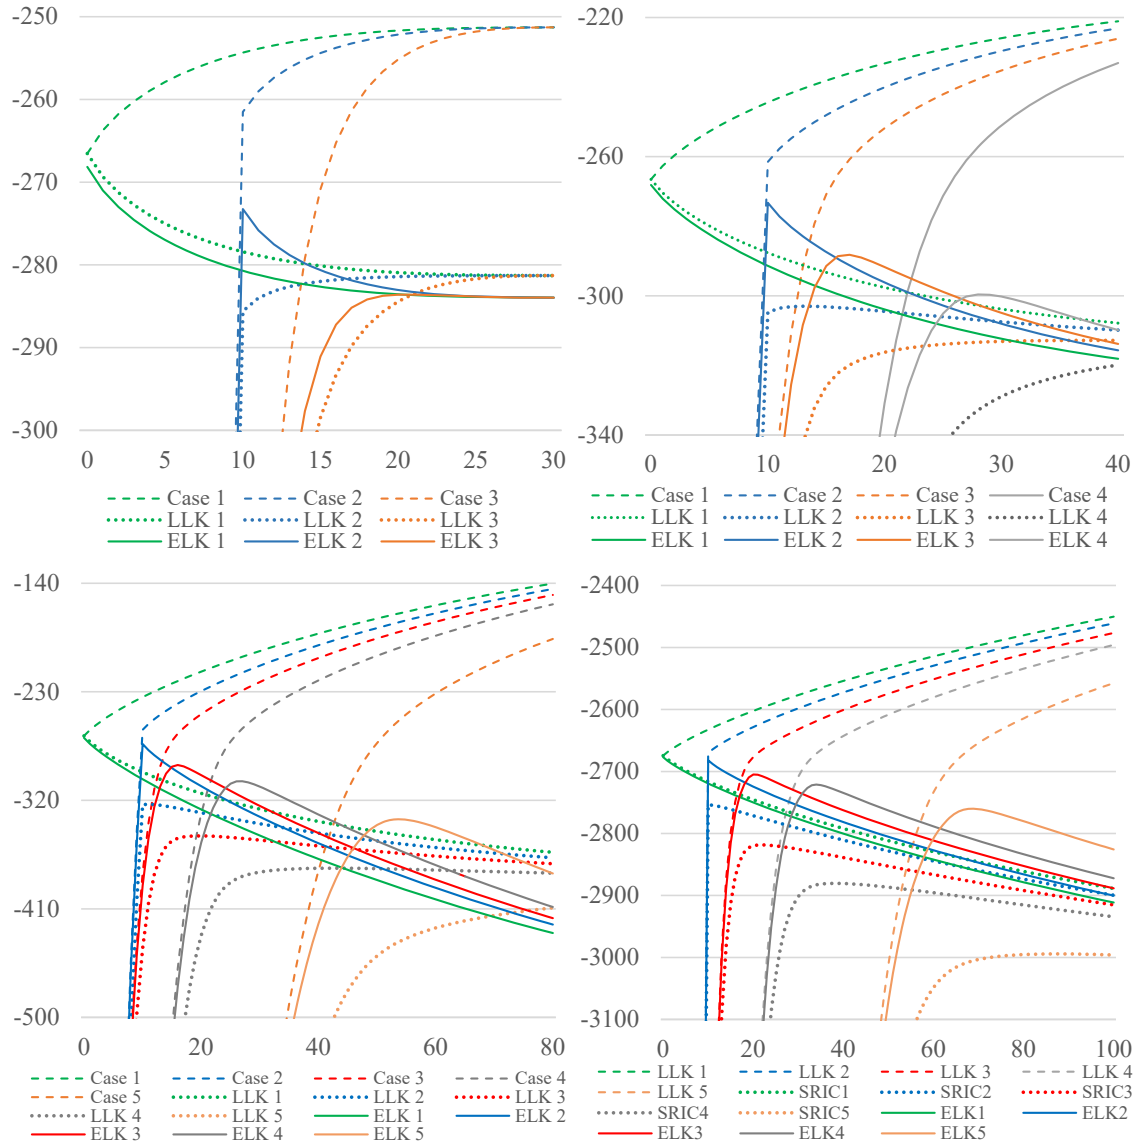 -250
-260
-270
-280
-290
-300
0 5 10 15 20 25 30
Case 1 Case 2 Case 3
LLK 1 LLK 2 LLK 3
ELK 1 ELK 2 ELK 3
-220
-260
-300
-340
0 10 20 30 40
Case 1 Case 2 Case 3 Case 4
LLK 1 LLK 2 LLK 3 LLK 4
ELK 1 ELK 2 ELK 3 ELK 4
-140
-230
-320
-410
-500
0 20 40 60 80
Case 1 Case 2 Case 3 Case 4
Case 5 LLK 1 LLK 2 LLK 3
LLK 4 LLK 5 ELK 1 ELK 2
ELK 3 ELK 4 ELK 5
-2400
-2500
-2600
-2700
-2800
-2900
-3000
-3100
0 20 40 60 80 100
LLK 1 LLK 2 LLK 3 LLK 4
LLK 5 SRIC1 SRIC2 SRIC3
SRIC4 SRIC5 ELK1 ELK2
ELK3 ELK4 ELK5